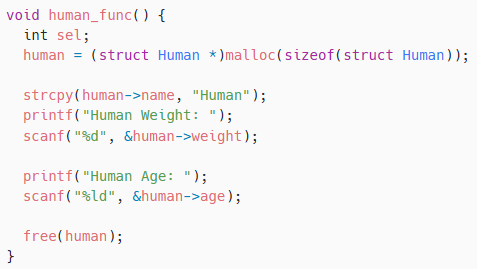 void human_func() {
  int sel;
  human = (struct Human *)malloc(sizeof(struct Human));

  strcpy(human->name, "Human");
  printf("Human Weight: ");
  scanf("%d", &human->weight);

  printf("Human Age: ");
  scanf("%ld", &human->age);

  free(human);
}